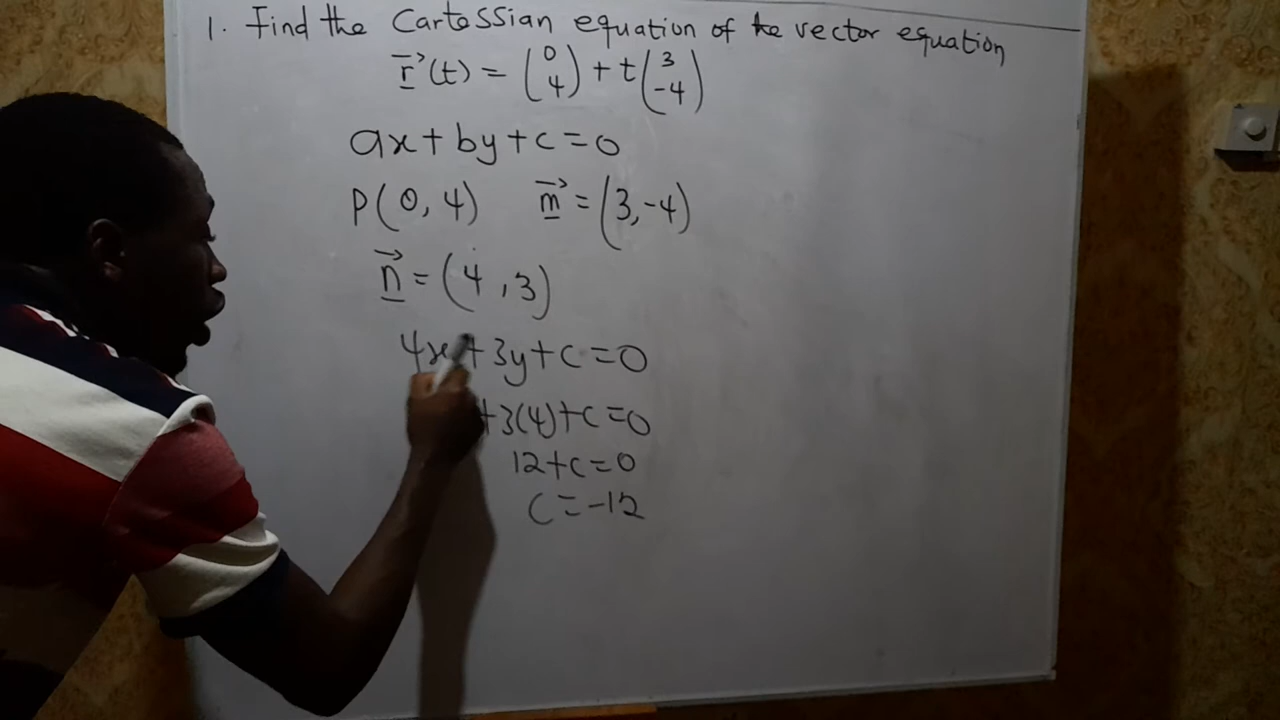 1. Find the Cartessian equation of the vector equation
r⃗(t) = (0 4) + t(3 -4)
ax + by + c = 0
P(0, 4) m⃗ = (3, -4)
n⃗ = (4, 3)
4x + 3y + c = 0
+ 3(4) + c = 0
12 + c = 0
c = -12